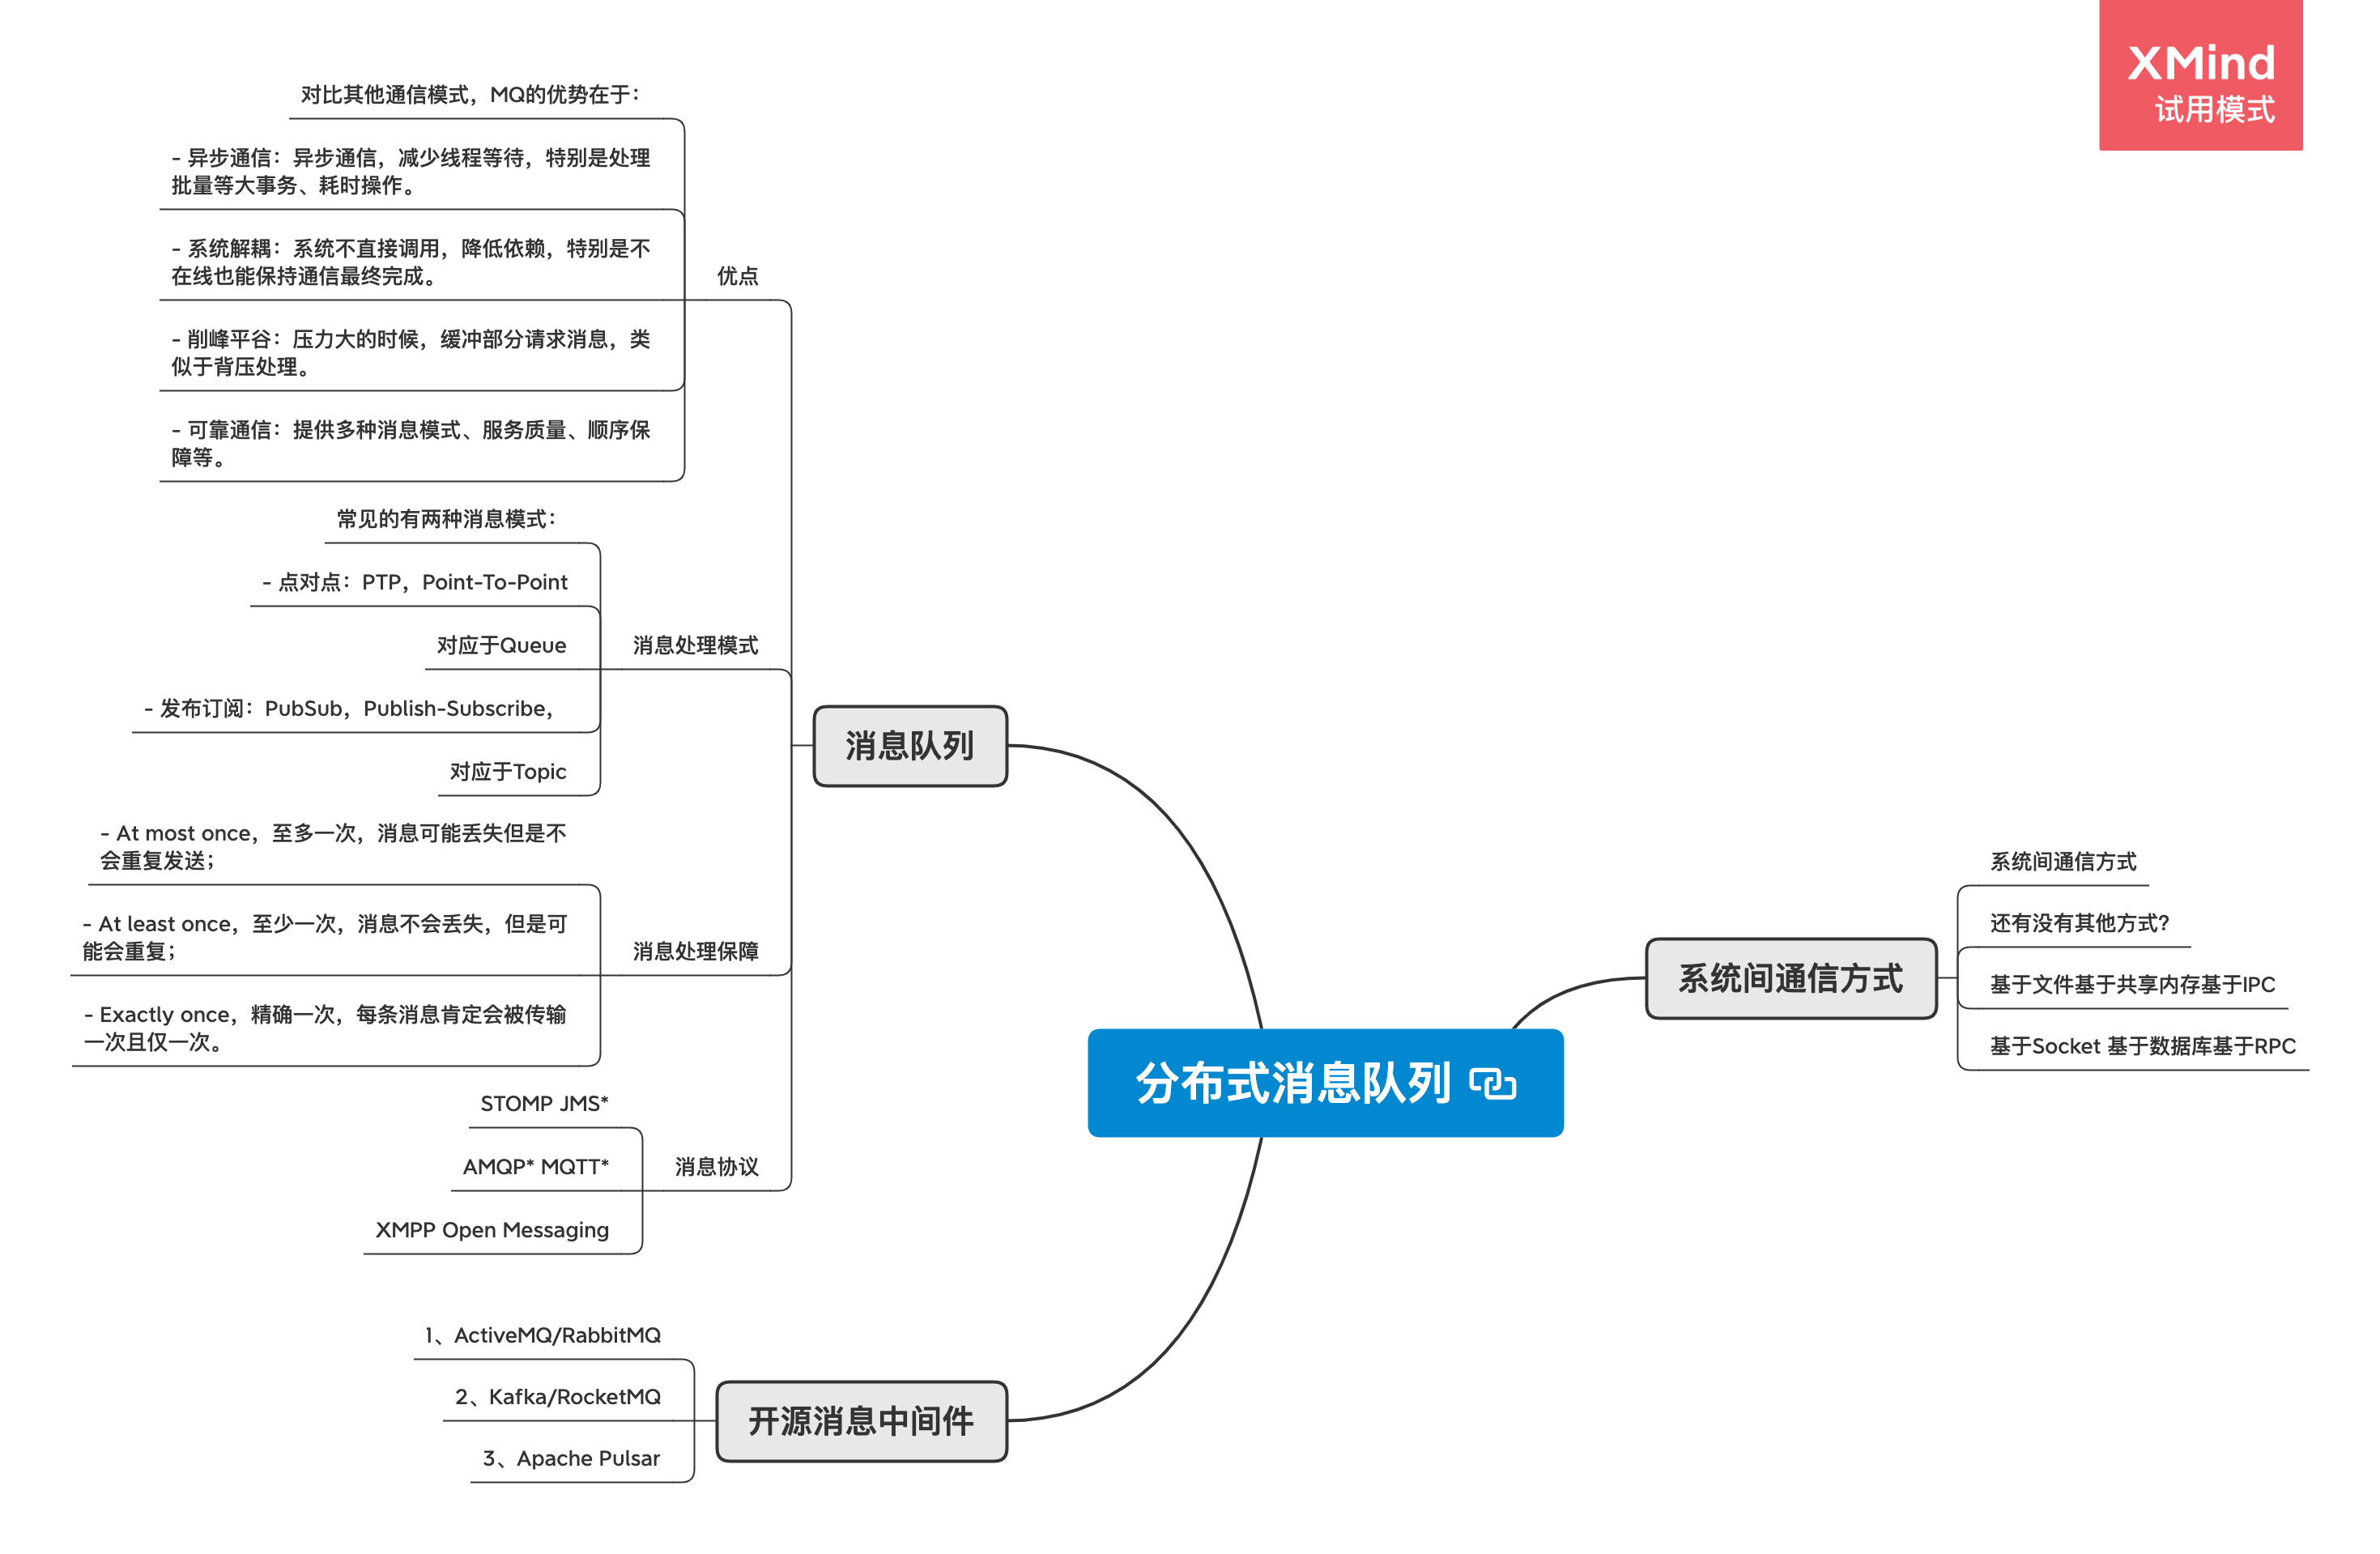 XMind
试用模式
对比其他通信模式，MQ的优势在于：
- 异步通信：异步通信，减少线程等待，特别是处理
批量等大事务、耗时操作。
- 系统解耦：系统不直接调用，降低依赖，特别是不
在线也能保持通信最终完成。
- 削峰平谷：压力大的时候，缓冲部分请求消息，类
似于背压处理。
- 可靠通信：提供多种消息模式、服务质量、顺序保
障等。
优点
常见的有两种消息模式：
- 点对点：PTP，Point-To-Point
对应于Queue
- 发布订阅：PubSub，Publish-Subscribe，
对应于Topic
消息处理模式
- At most once，至多一次，消息可能丢失但是不
会重复发送；
- At least once，至少一次，消息不会丢失，但是可
能会重复；
- Exactly once，精确一次，每条消息肯定会被传输
一次且仅一次。
消息处理保障
STOMP JMS*
AMQP* MQTT*
XMPP Open Messaging
消息协议
消息队列
1、ActiveMQ/RabbitMQ
2、Kafka/RocketMQ
3、Apache Pulsar
开源消息中间件
分布式消息队列
系统间通信方式
系统间通信方式
还有没有其他方式?
基于文件基于共享内存基于IPC
基于Socket 基于数据库基于RPC